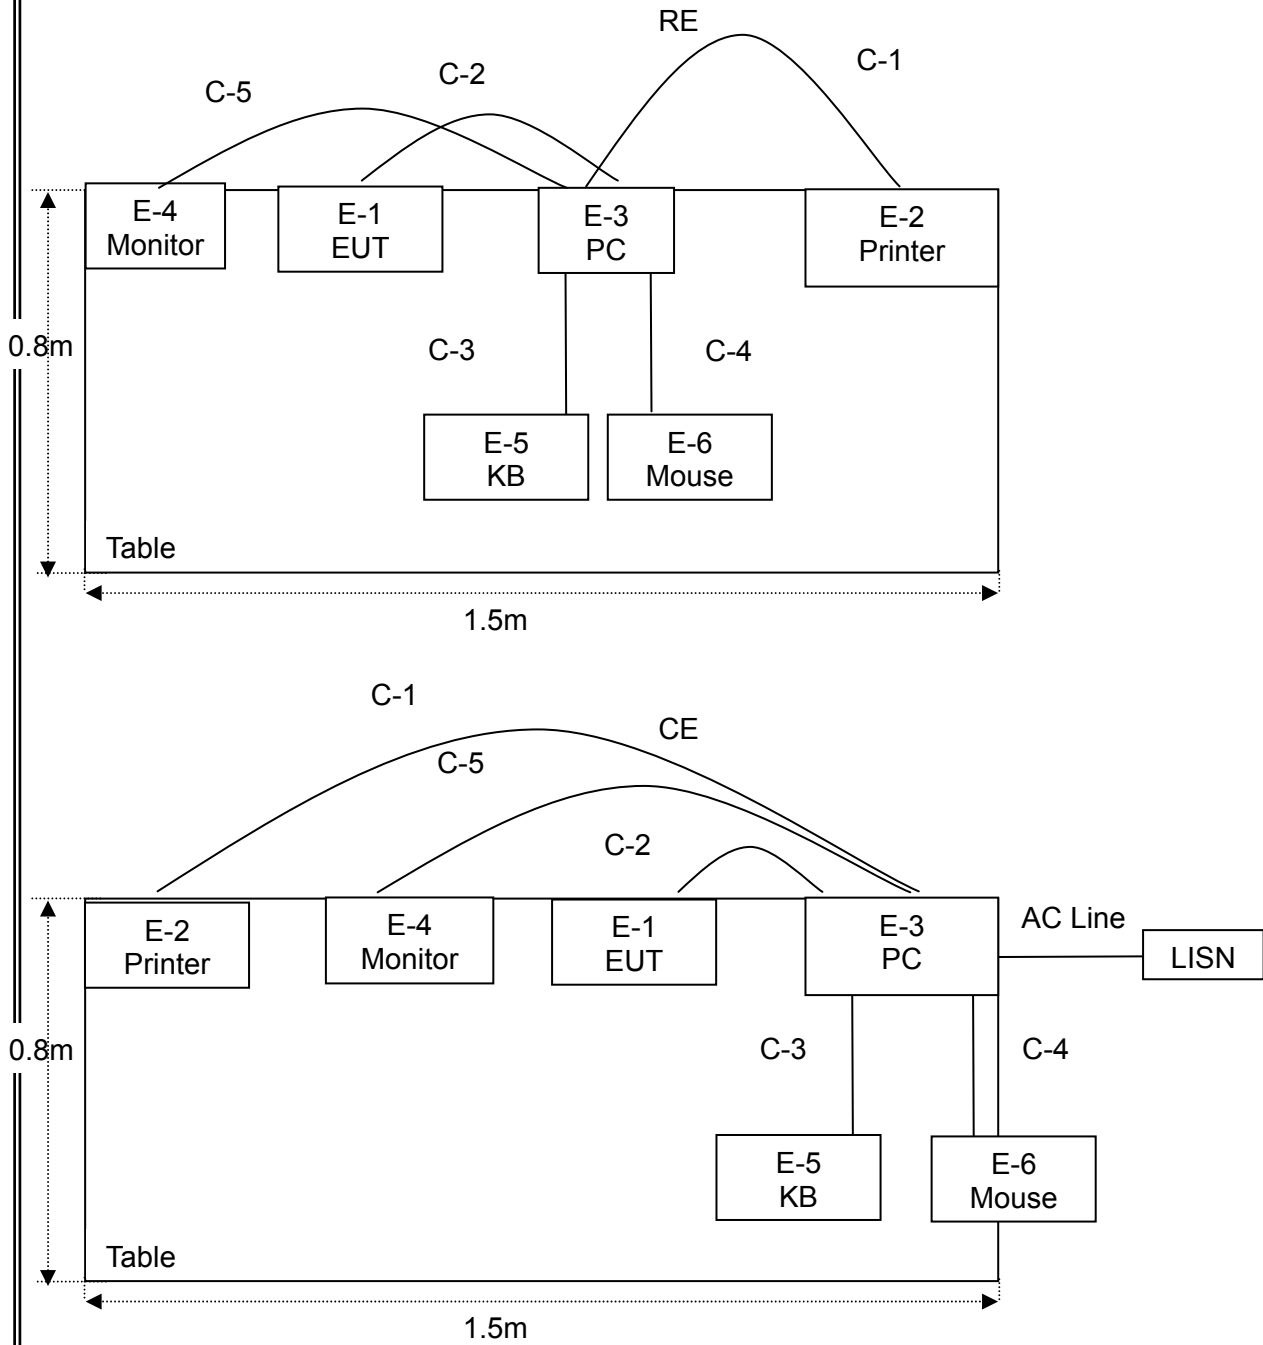 RE
C-1
C-2
C-5
E-4
Monitor
E-1
EUT
E-3
PC
E-2
Printer
0.8m
C-3
C-4
E-5
KB
E-6
Mouse
Table
1.5m
C-1
CE
C-5
C-2
E-2
Printer
E-4
Monitor
E-1
EUT
E-3
PC
AC Line
LISN
0.8m
C-3
C-4
E-5
KB
E-6
Mouse
Table
1.5m